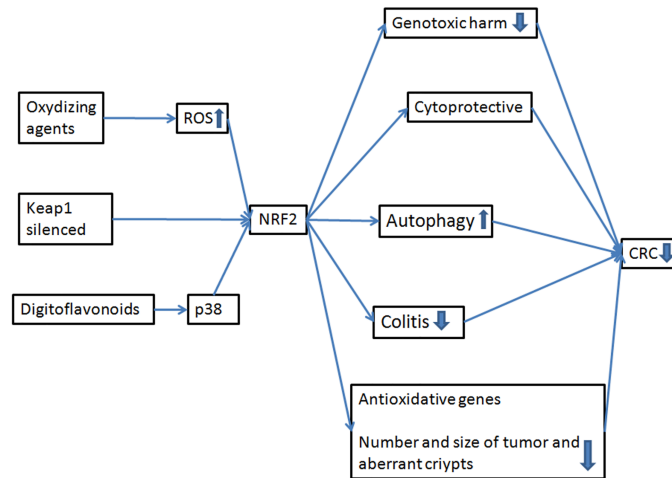 Genotoxic harm
Oxydizing
agents
ROS
Cytoprotective
Keap1
silenced
NRF2
Autophagy
CRC
Digitoflavonoids
p38
Colitis
Antioxidative genes
Number and size of tumor and
aberrant criypts